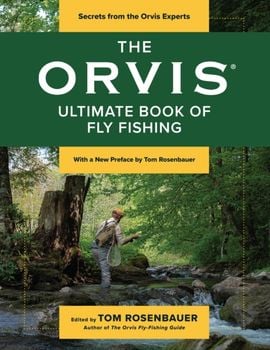 Secrets from the Orvis Experts
THE
ORVIS®
ULTIMATE BOOK OF
FLY FISHING
With a New Preface by Tom Rosenbauer
Edited by TOM ROSENBAUER
Author of The Orvis Fly-Fishing Guide